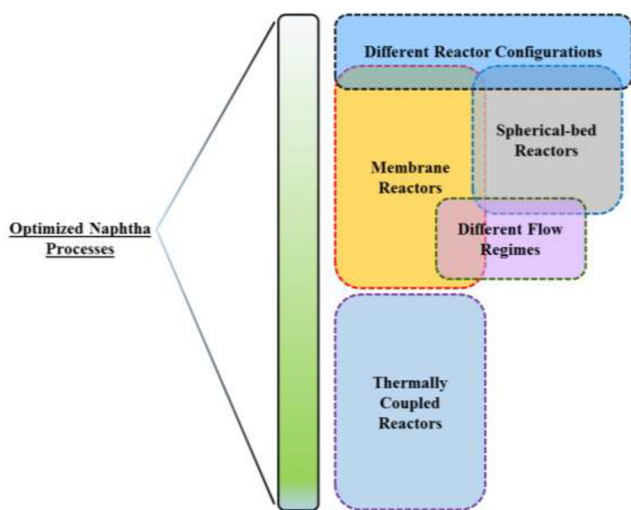 Different Reactor Configurations
Spherical-bed
Reactors
Membrane
Reactors
Optimized Naphtha
Processes
Different Flow
Regimes
Thermally
Coupled
Reactors